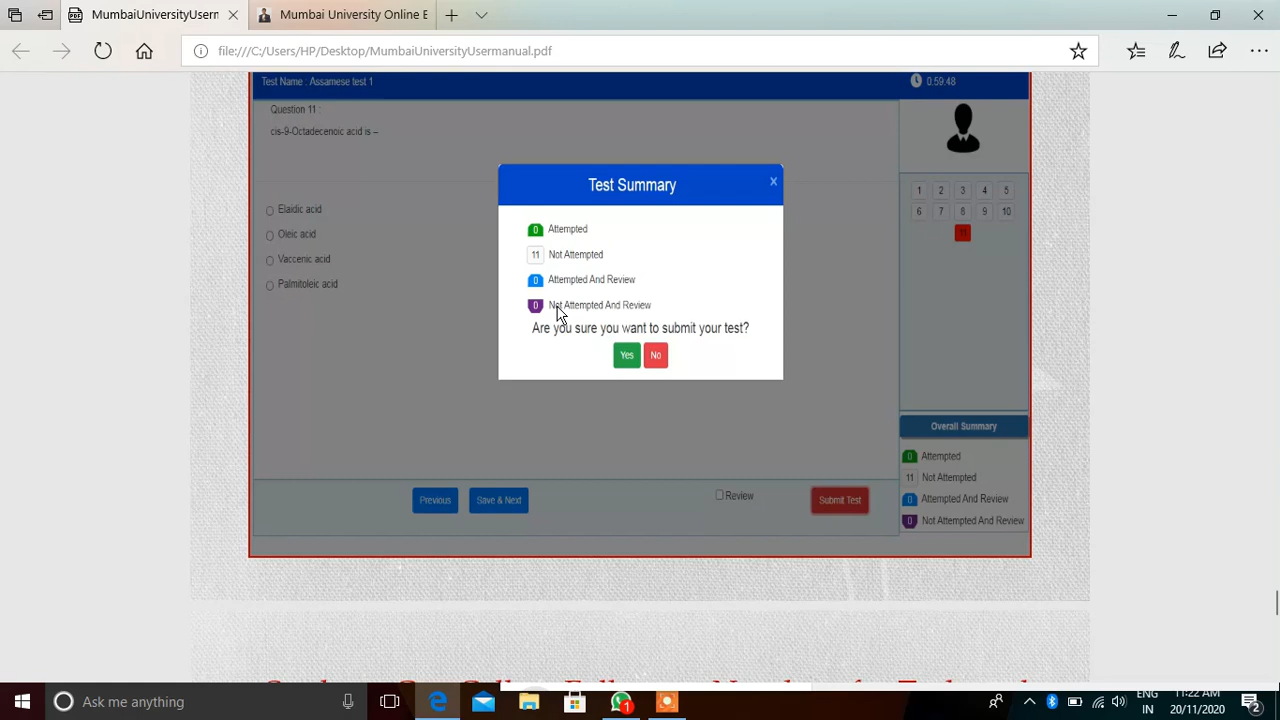 MumbaiUniversityUserm
Mumbai University Online E
file:///C:/Users/HP/Desktop/MumbaiUniversityUsermanual.pdf
Test Name : Assamese test 1
0:59:48
Question 11 :
cis-9-Octadecenoic acid is –
Elaidic acid
Oleic acid
Vaccenic acid
Palmitoleic acid
1 2 3 4 5
6 7 8 9 10
11
Test Summary
x
0 Attempted
11 Not Attempted
0 Attempted And Review
0 Not Attempted And Review
Are you sure you want to submit your test?
Yes No
Overall Summary
0 Attempted
11 Not Attempted
0 Attempted And Review
0 Not Attempted And Review
Previous Save & Next Review Submit Test
Ask me anything
1
ENG
IN
11:22 AM
20/11/2020
2